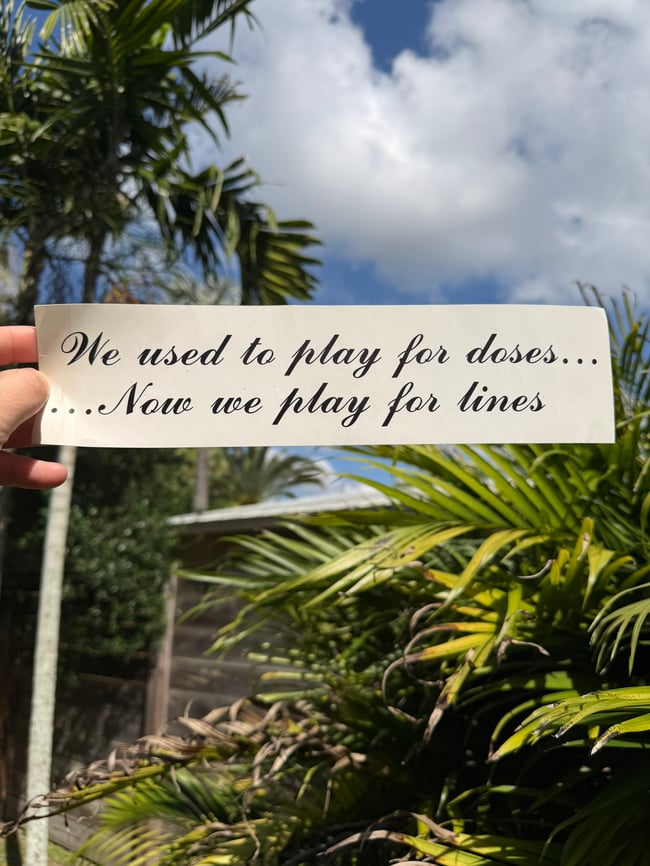 We used to play for doses...
...Now we play for lines